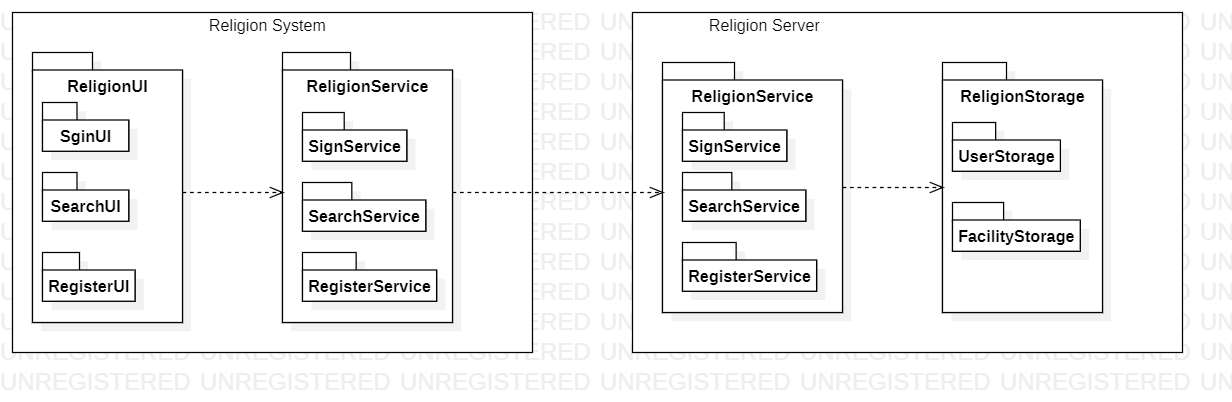 Religion System
ReligionUI
SginUI
SearchUI
RegisterUI
ReligionService
SignService
SearchService
RegisterService
Religion Server
ReligionService
SignService
SearchService
RegisterService
ReligionStorage
UserStorage
FacilityStorage
UNREGISTERED UNREGISTERED UNREGISTERED UNREGISTERED UNREGISTERED UNREGISTERED UN